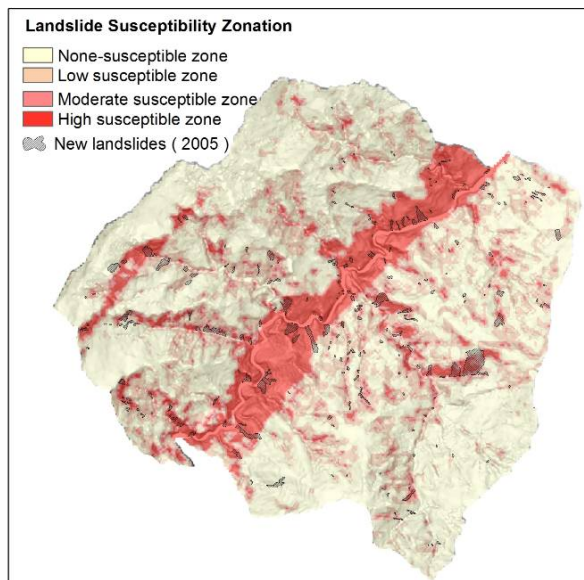 Landslide Susceptibility Zonation
None-susceptible zone
Low susceptible zone
Moderate susceptible zone
High susceptible zone
New landslides ( 2005 )